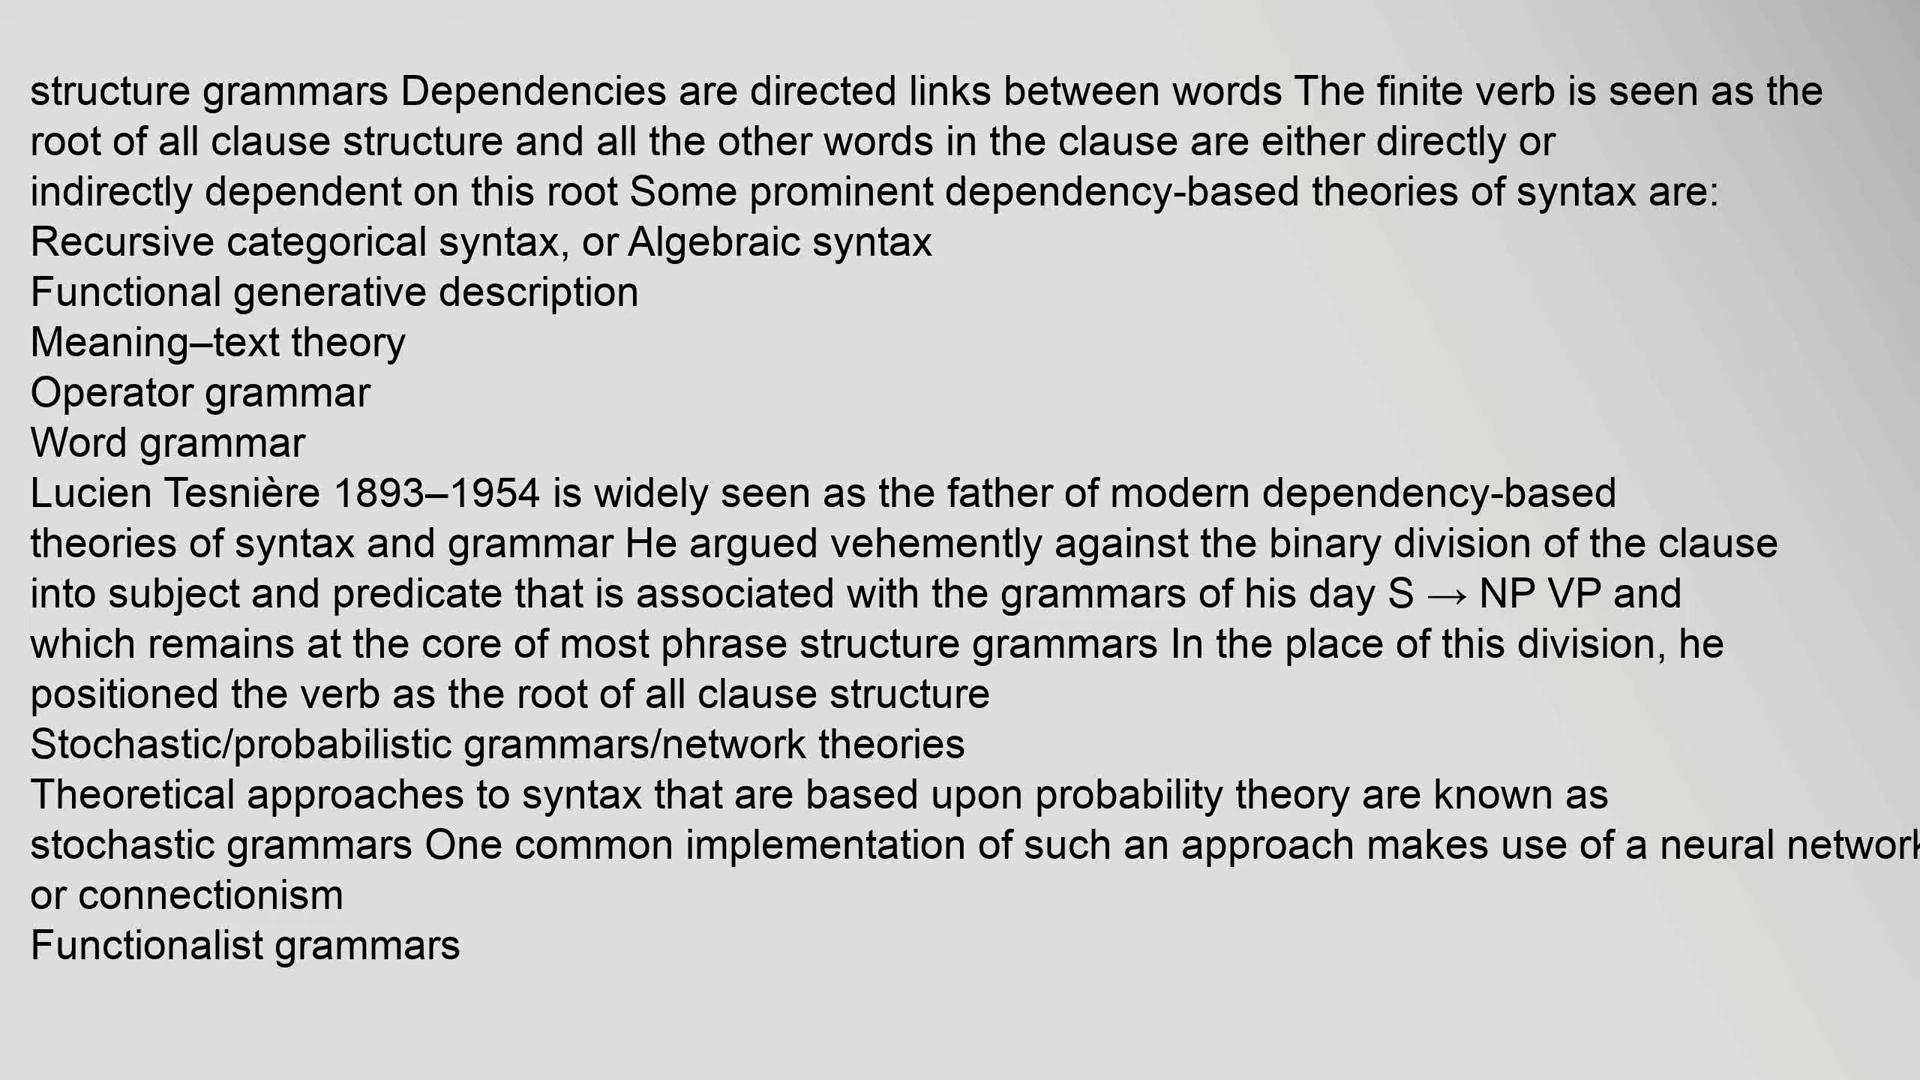 structure grammars Dependencies are directed links between words The finite verb is seen as the
root of all clause structure and all the other words in the clause are either directly or
indirectly dependent on this root Some prominent dependency-based theories of syntax are:
Recursive categorical syntax, or Algebraic syntax
Functional generative description
Meaning–text theory
Operator grammar
Word grammar
Lucien Tesnière 1893–1954 is widely seen as the father of modern dependency-based
theories of syntax and grammar He argued vehemently against the binary division of the clause
into subject and predicate that is associated with the grammars of his day S → NP VP and
which remains at the core of most phrase structure grammars In the place of this division, he
positioned the verb as the root of all clause structure
Stochastic/probabilistic grammars/network theories
Theoretical approaches to syntax that are based upon probability theory are known as
stochastic grammars One common implementation of such an approach makes use of a neural network
or connectionism
Functionalist grammars